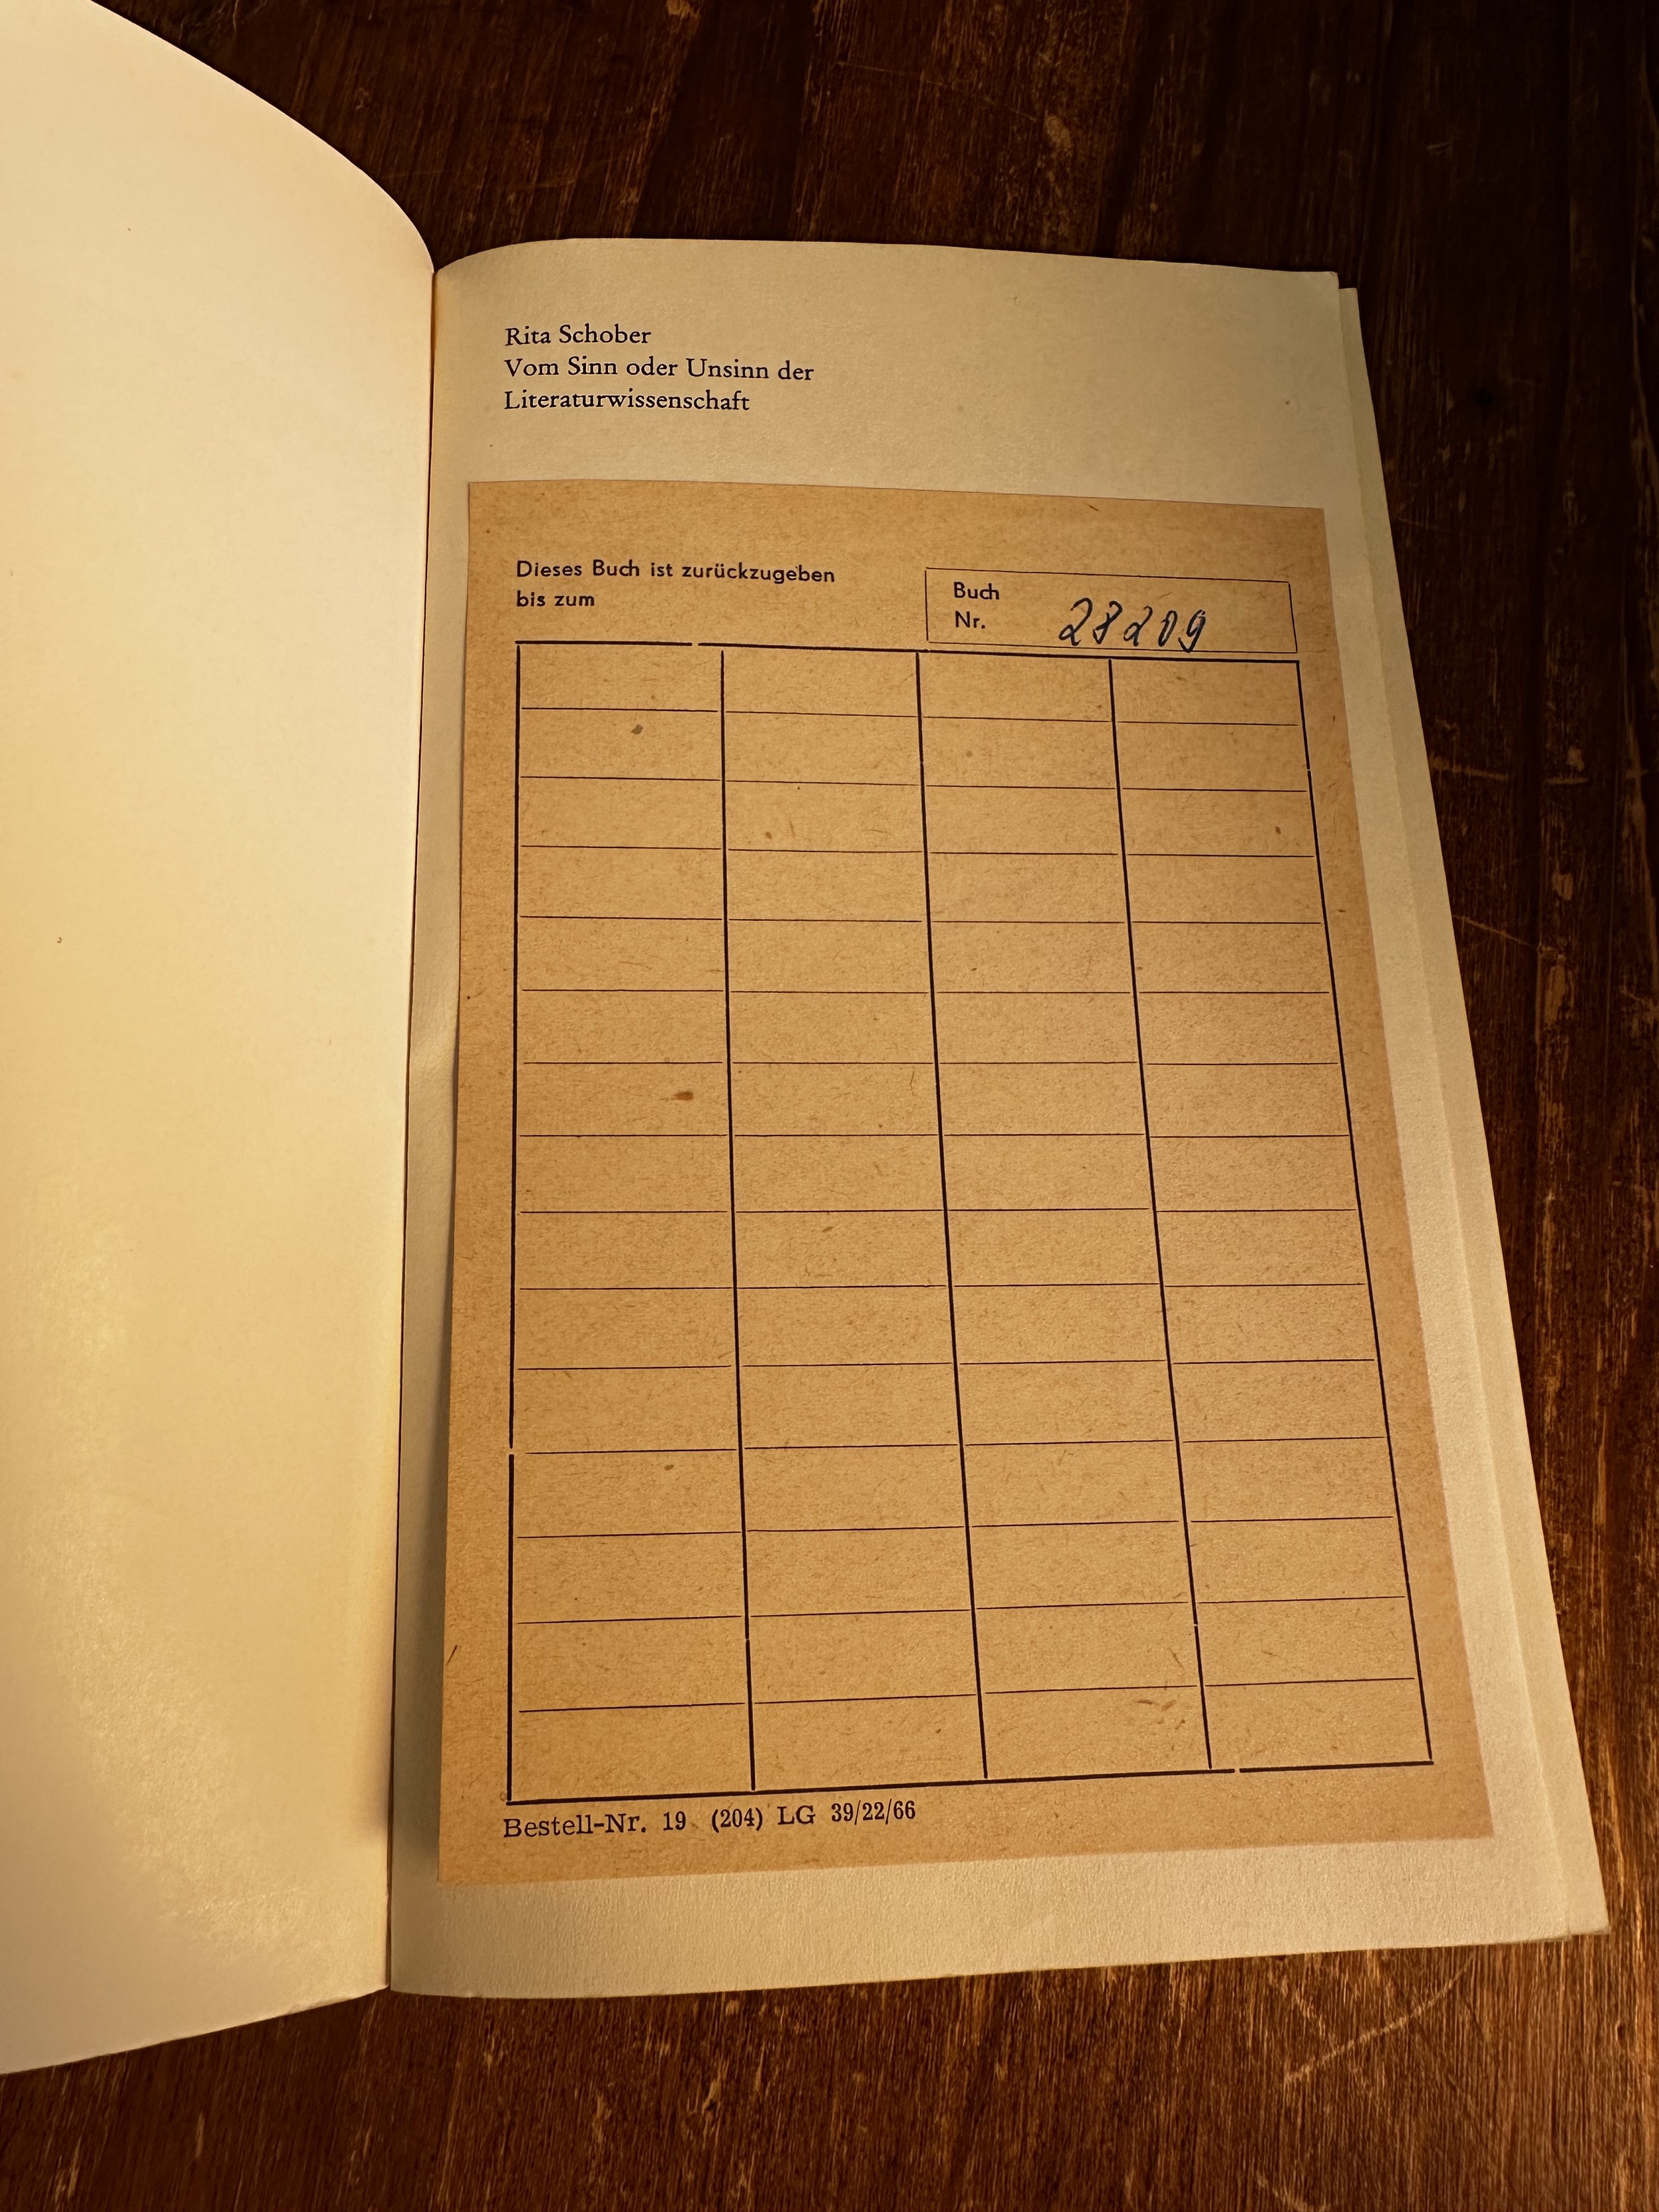 Rita Schober
Vom Sinn oder Unsinn der
Literaturwissenschaft
Dieses Buch ist zurückzugeben
bis zum
Buch
Nr. 28209
Bestell-Nr. 19 (204) LG 39/22/66